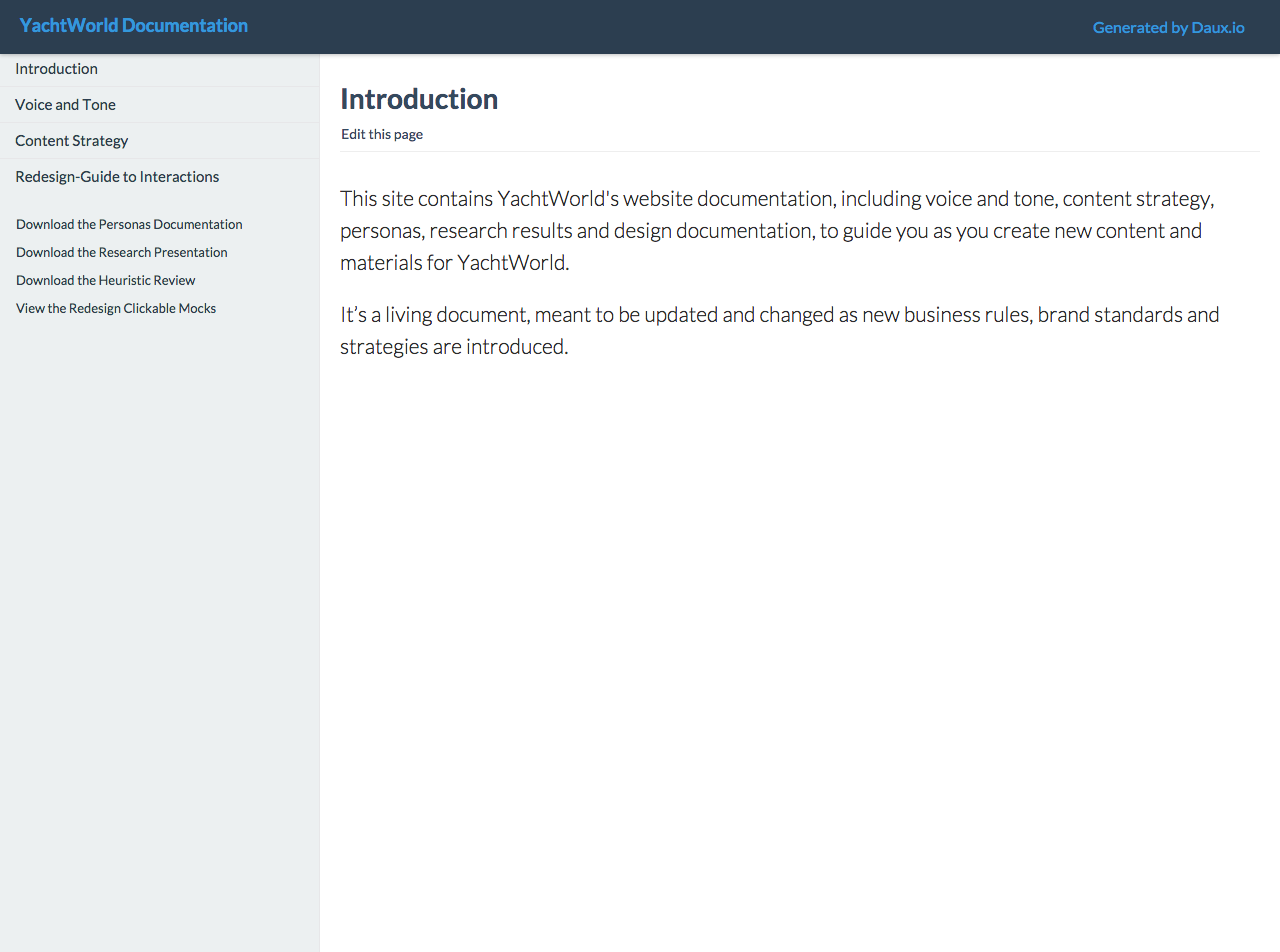 YachtWorld Documentation
Generated by Daux.io
Introduction
Voice and Tone
Content Strategy
Redesign-Guide to Interactions
Download the Personas Documentation
Download the Research Presentation
Download the Heuristic Review
View the Redesign Clickable Mocks
Introduction
Edit this page
This site contains YachtWorld's website documentation, including voice and tone, content strategy,
personas, research results and design documentation, to guide you as you create new content and
materials for YachtWorld.
It’s a living document, meant to be updated and changed as new business rules, brand standards and
strategies are introduced.